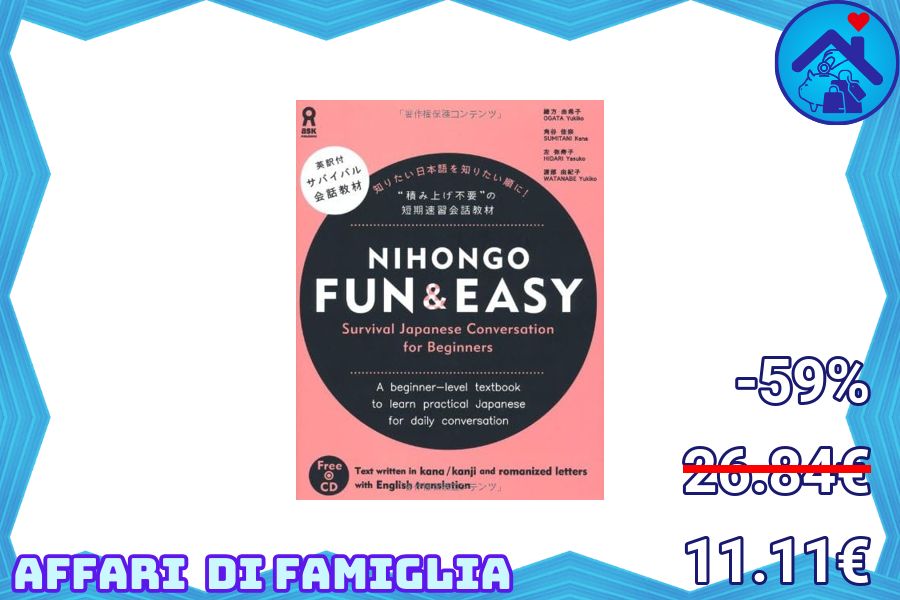 「著作権保護コンテンツ」
ask
緒方 由希子
OGATA Yukiko
角谷 佳奈
SUMITANI Kana
左 弥寿子
HIDARI Yasuko
渡部 由紀子
WATANABE Yukiko
英訳付
サバイバル
会話教材
知りたい日本語を知りたい順に!
“積み上げ不要”の
短期速習会話教材
NIHONGO
FUN & EASY
Survival Japanese Conversation
for Beginners
A beginner-level textbook
to learn practical Japanese
for daily conversation
Free
CD
Text written in kana/kanji and romanized letters
with English translation
-59%
26.84€
11.11€
AFFARI DI FAMIGLIA